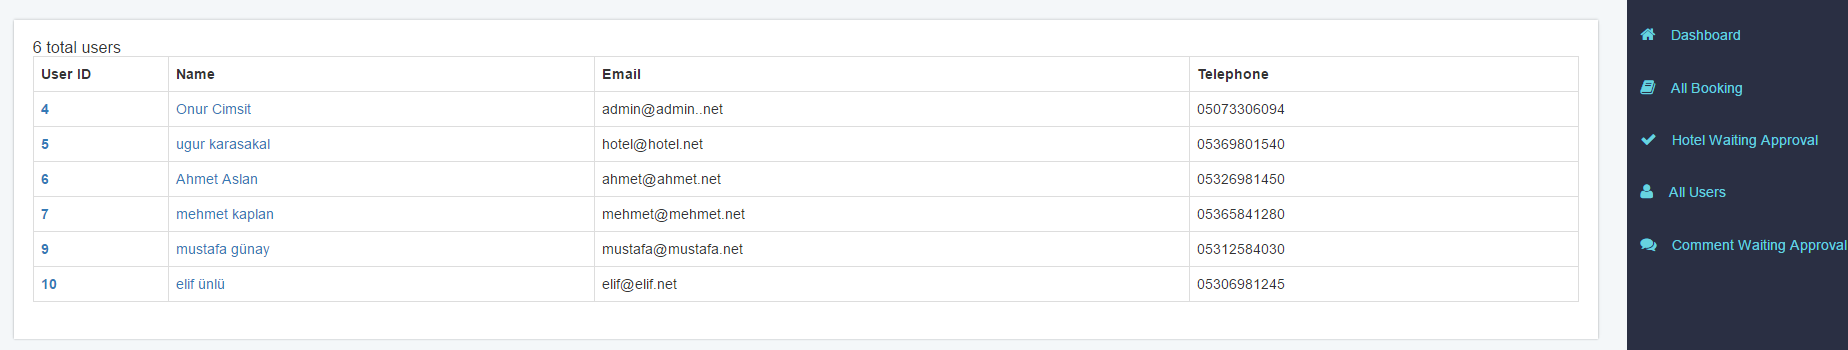 6 total users
User ID Name Email Telephone
4 Onur Cimsit admin@admin..net 05073306094
5 ugur karasakal hotel@hotel.net 05369801540
6 Ahmet Aslan ahmet@ahmet.net 05326981450
7 mehmet kaplan mehmet@mehmet.net 05365841280
9 mustafa günay mustafa@mustafa.net 05312584030
10 elif ünlü elif@elif.net 05306981245
Dashboard
All Booking
Hotel Waiting Approval
All Users
Comment Waiting Approval